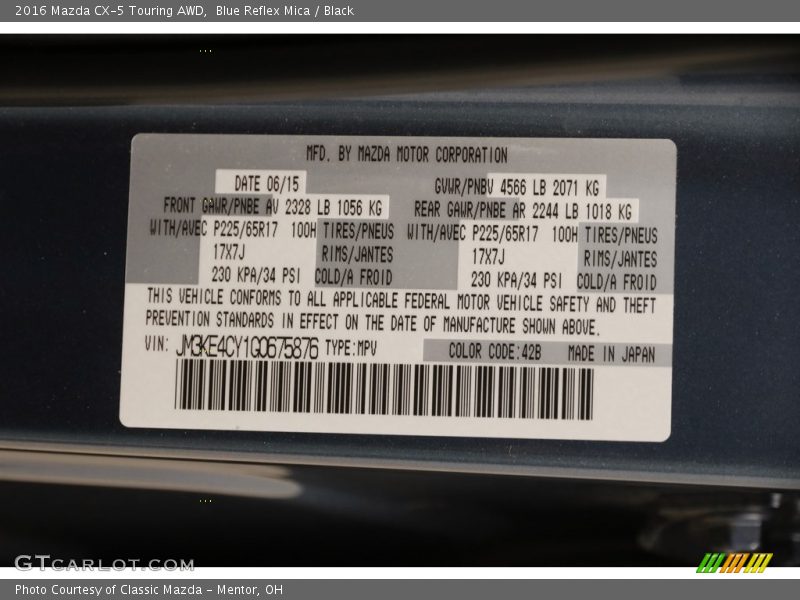 2016 Mazda CX-5 Touring AWD, Blue Reflex Mica / Black
MFD. BY MAZDA MOTOR CORPORATION
DATE 06/15 GVWR/PNBV 4566 LB 2071 KG
FRONT GAWR/PNBE AV 2328 LB 1056 KG REAR GAWR/PNBE AR 2244 LB 1018 KG
WITH/AVEC P225/65R17 100H TIRES/PNEUS WITH/AVEC P225/65R17 100H TIRES/PNEUS
17X7J RIMS/JANTES 17X7J RIMS/JANTES
230 KPA/34 PSI COLD/A FROID 230 KPA/34 PSI COLD/A FROID
THIS VEHICLE CONFORMS TO ALL APPLICABLE FEDERAL MOTOR VEHICLE SAFETY AND THEFT
PREVENTION STANDARDS IN EFFECT ON THE DATE OF MANUFACTURE SHOWN ABOVE.
VIN: JM3KE4CY1G0675876 TYPE:MPV COLOR CODE:42B MADE IN JAPAN
GTCARLOT.COM
Photo Courtesy of Classic Mazda - Mentor, OH